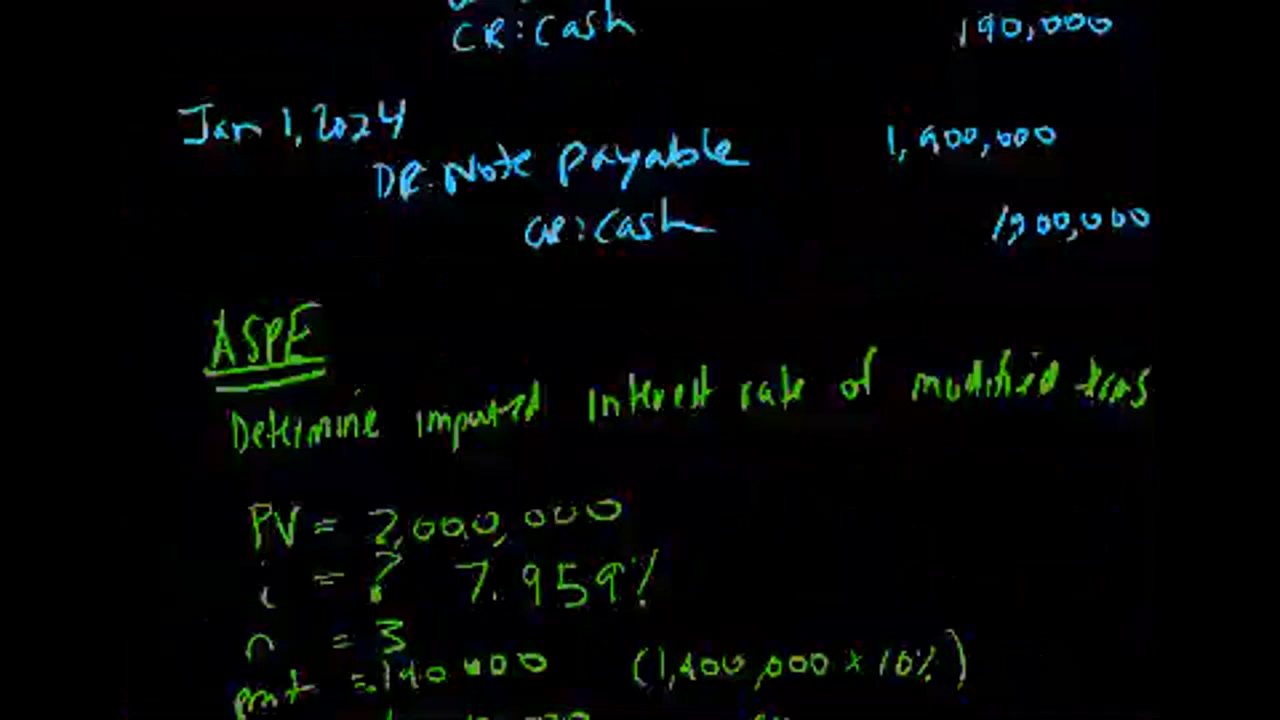 CR: Cash 190,000
Jan 1, 2024
DR: Note payable 1,900,000
CR: Cash 1,900,000
ASPE
Determine imputed interest rate of modified terms
PV = 2,000,000
i = ? 7.959%
n = 3
pmt = 190,000 (1,900,000 x 10%)